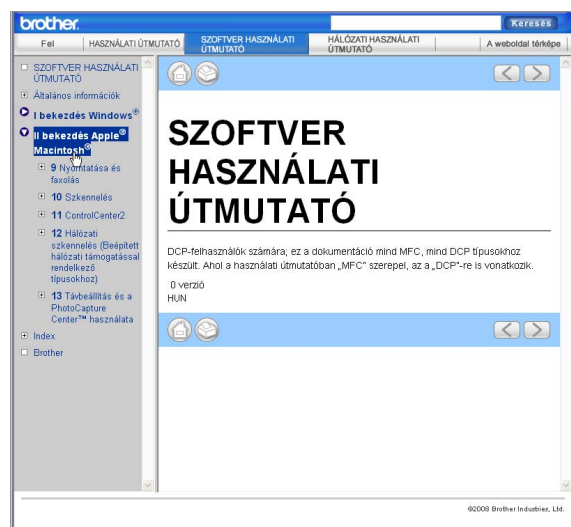 brother.
Keresés
Fel
HASZNÁLATI ÚTMUTATÓ
SZOFTVER HASZNÁLATI
ÚTMUTATÓ
HÁLÓZATI HASZNÁLATI
ÚTMUTATÓ
A weboldal térképe
SZOFTVER HASZNÁLATI
ÚTMUTATÓ
Általános információk
I bekezdés Windows®
II bekezdés Apple®
Macintosh®
9 Nyomtatása és
faxolás
10 Szkennelés
11 ControlCenter2
12 Hálózati
szkennelés (Beépített
hálózati támogatással
rendelkező
típusokhoz)
13 Távbeállítás és a
PhotoCapture
Center™ használata
Index
Brother
SZOFTVER
HASZNÁLATI
ÚTMUTATÓ
DCP-felhasználók számára; ez a dokumentáció mind MFC, mind DCP típusokhoz
készült. Ahol a használati útmutatóban „MFC" szerepel, az a „DCP"-re is vonatkozik.
0 verzió
HUN
©2008 Brother Industries, Ltd.